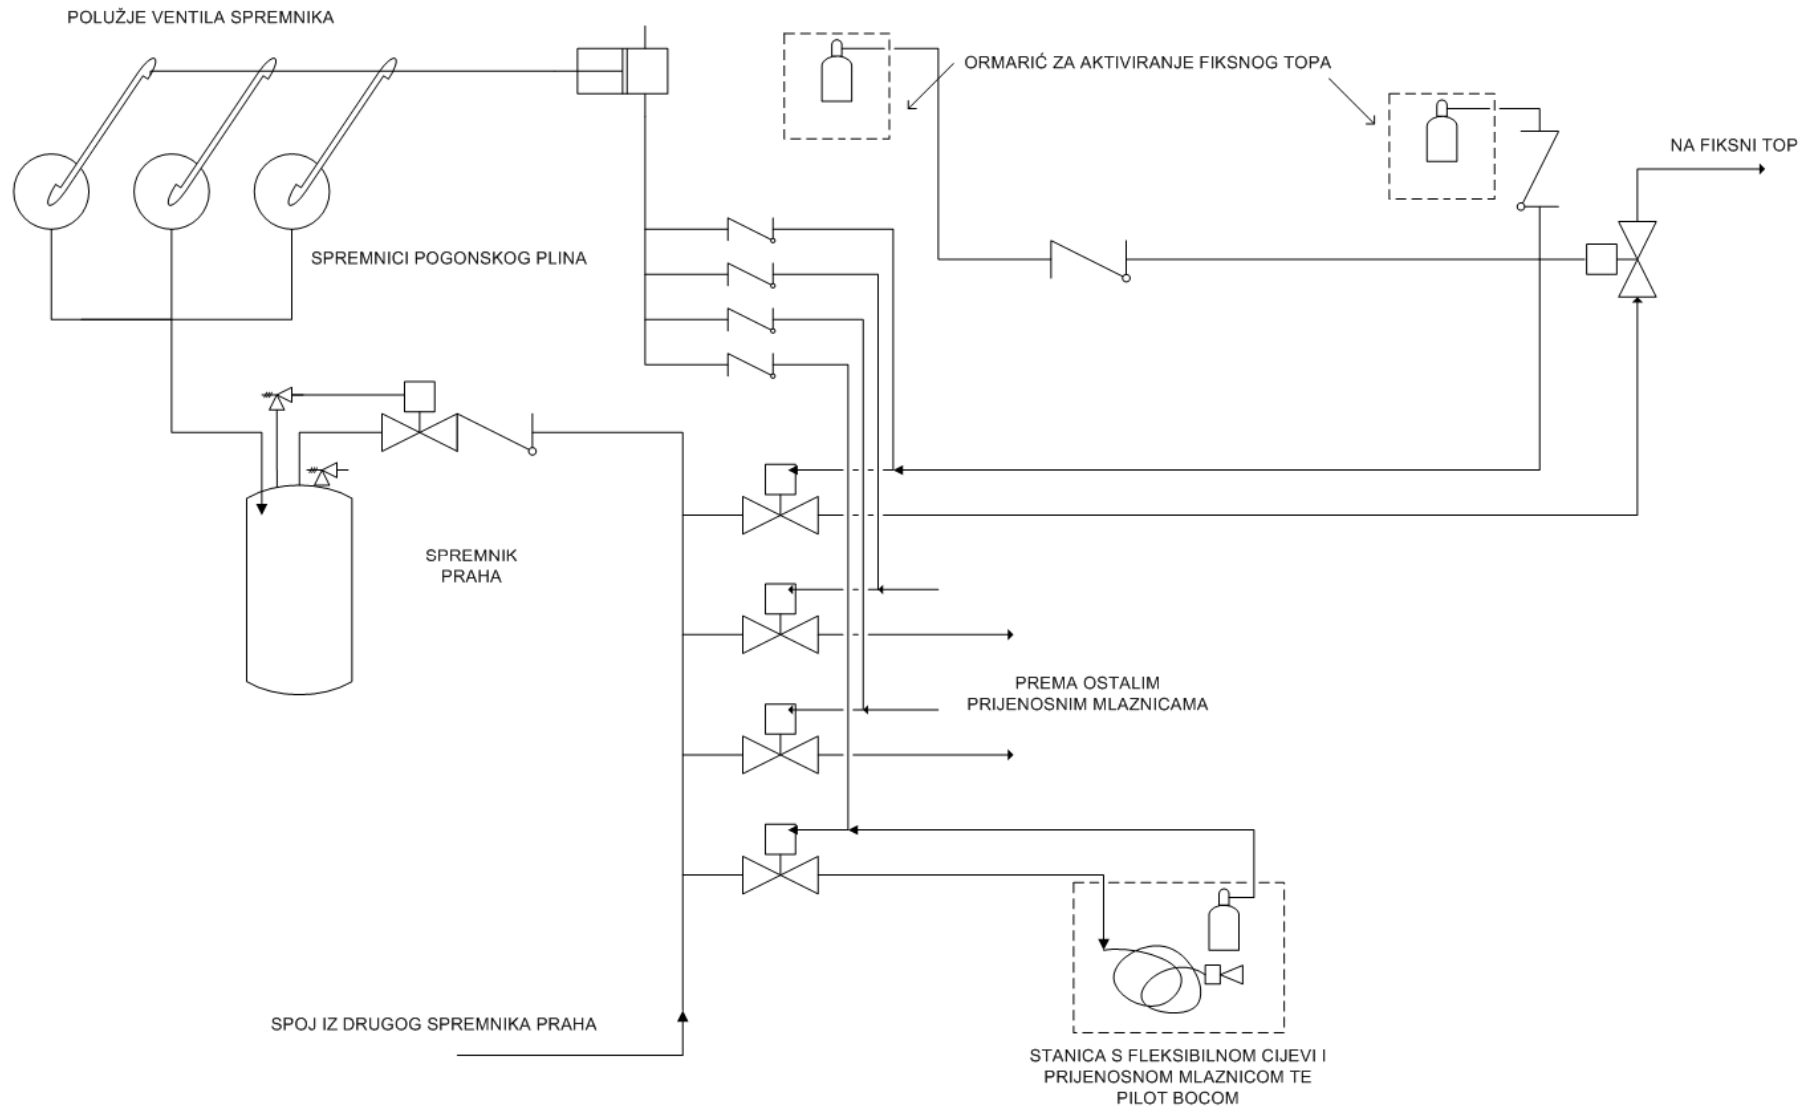 POLUŽJE VENTILA SPREMNIKA
ORMARIĆ ZA AKTIVIRANJE FIKSNOG TOPA
NA FIKSNI TOP
SPREMNICI POGONSKOG PLINA
SPREMNIK
PRAHA
PREMA OSTALIM
PRIJENOSNIM MLAZNICAMA
SPOJ IZ DRUGOG SPREMNIKA PRAHA
STANICA S FLEKSIBILNOM CIJEVI I
PRIJENOSNOM MLAZNICOM TE
PILOT BOCOM